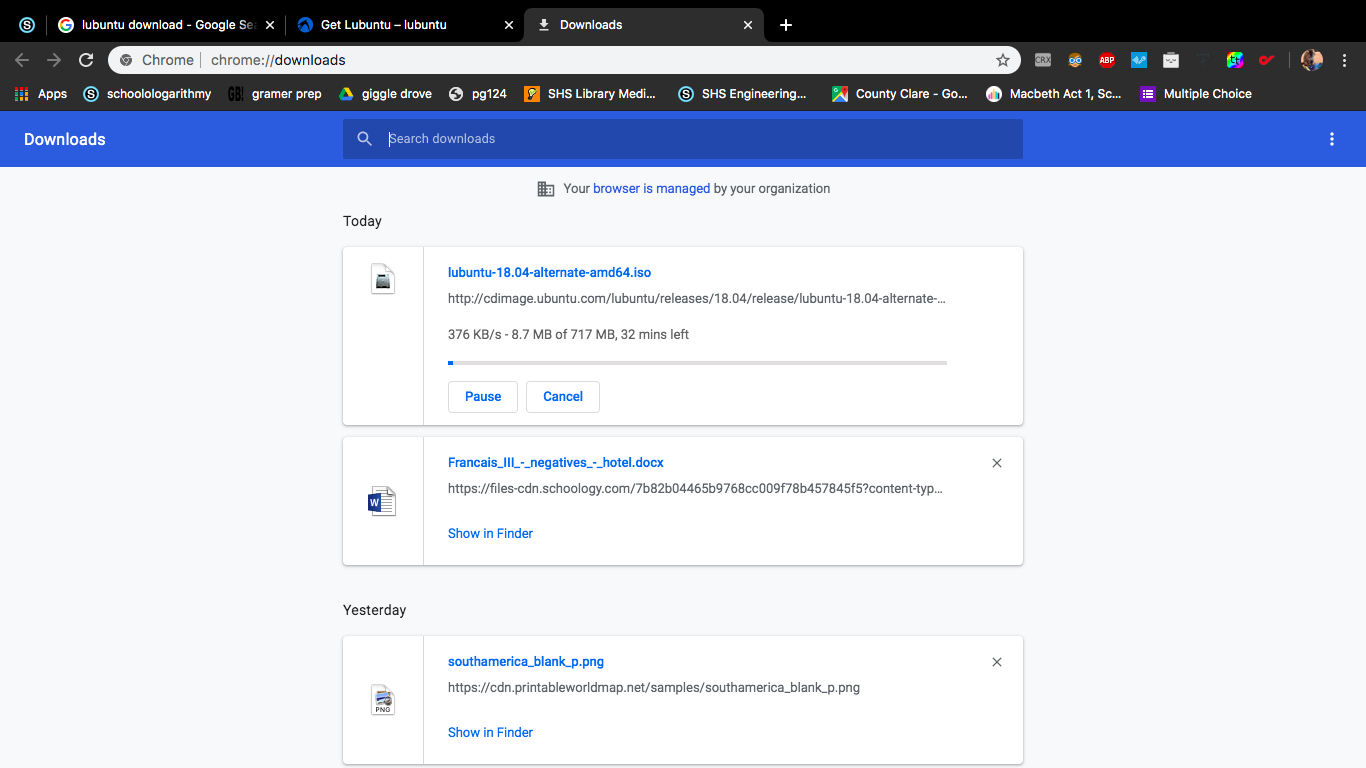 lubuntu download - Google Se
Get Lubuntu – lubuntu
Downloads
Chrome
chrome://downloads
CRX
ABP
Apps
schoolologarithmy
GB!
gramer prep
giggle drove
pg124
SHS Library Medi...
SHS Engineering...
County Clare - Go...
Macbeth Act 1, Sc...
Multiple Choice
Downloads
Search downloads
Your browser is managed by your organization
Today
lubuntu-18.04-alternate-amd64.iso
http://cdimage.ubuntu.com/lubuntu/releases/18.04/release/lubuntu-18.04-alternate-...
376 KB/s - 8.7 MB of 717 MB, 32 mins left
Pause
Cancel
Francais_III_-_negatives_-_hotel.docx
https://files-cdn.schoology.com/7b82b04465b9768cc009f78b457845f5?content-typ...
Show in Finder
Yesterday
southamerica_blank_p.png
https://cdn.printableworldmap.net/samples/southamerica_blank_p.png
PNG
Show in Finder